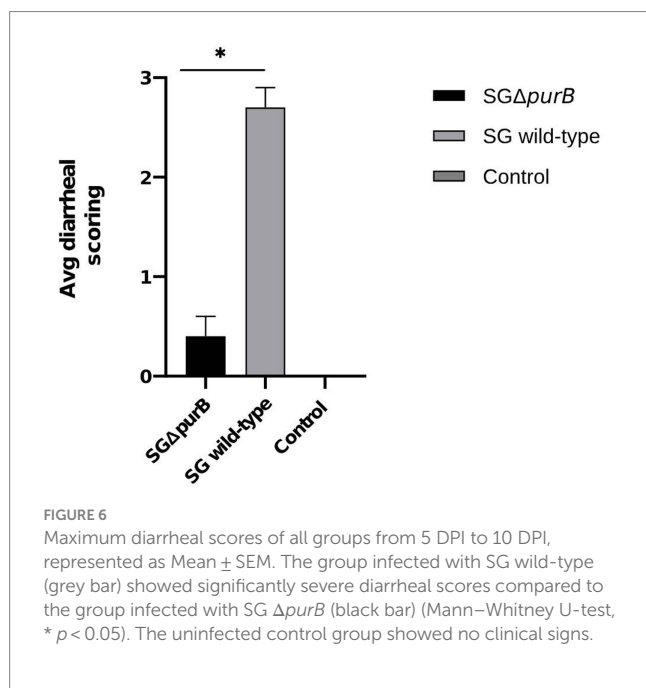 *
3
2
1
0
Avg diarrheal
scoring
SGΔpurB
SG wild-type
Control
SGΔpurB
SG wild-type
Control
FIGURE 6
Maximum diarrheal scores of all groups from 5 DPI to 10 DPI,
represented as Mean ± SEM. The group infected with SG wild-type
(grey bar) showed significantly severe diarrheal scores compared to
the group infected with SG ΔpurB (black bar) (Mann–Whitney U-test,
* p < 0.05). The uninfected control group showed no clinical signs.